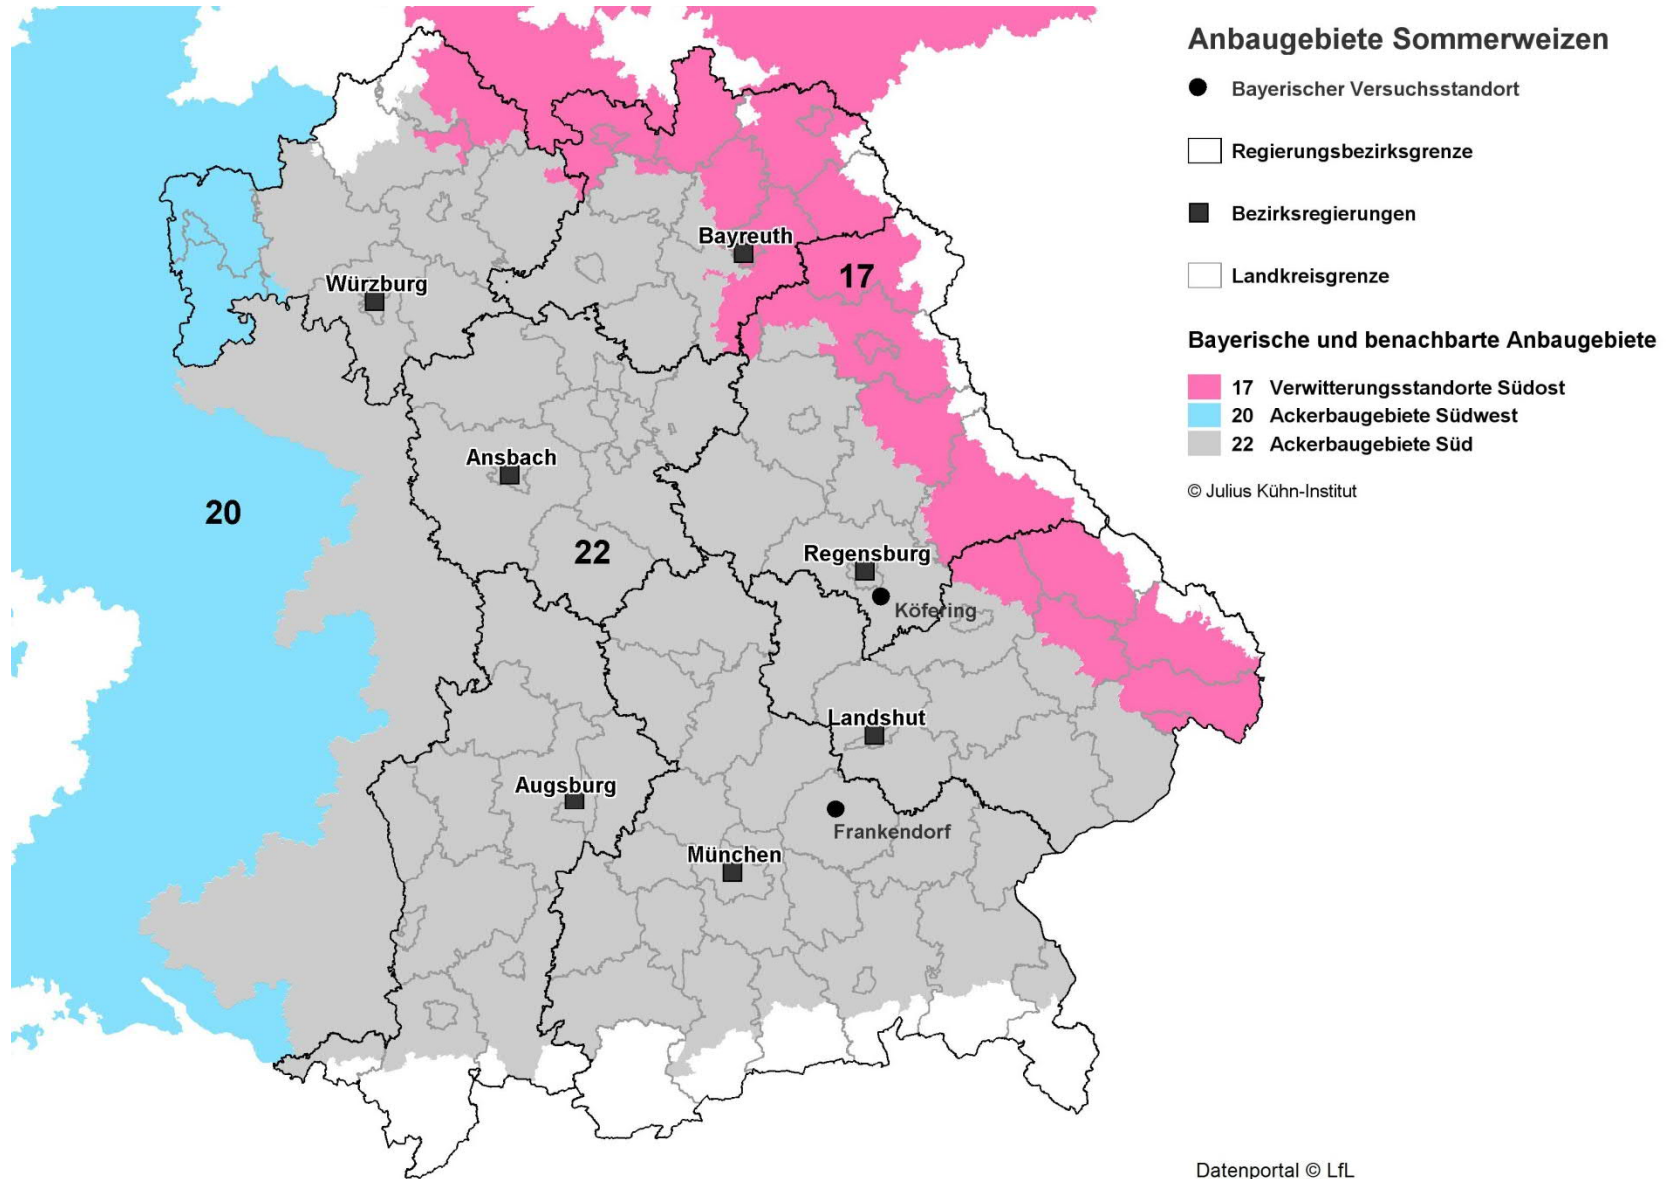 Anbaugebiete Sommerweizen
Bayerischer Versuchsstandort
Regierungsbezirksgrenze
Bezirksregierungen
Landkreisgrenze
Bayerische und benachbarte Anbaugebiete
17 Verwitterungsstandorte Südost
20 Ackerbaugebiete Südwest
22 Ackerbaugebiete Süd
© Julius Kühn-Institut
Bayreuth
17
Würzburg
Ansbach
20
22
Regensburg
Köfering
Landshut
Augsburg
Frankendorf
München
Datenportal © LfL